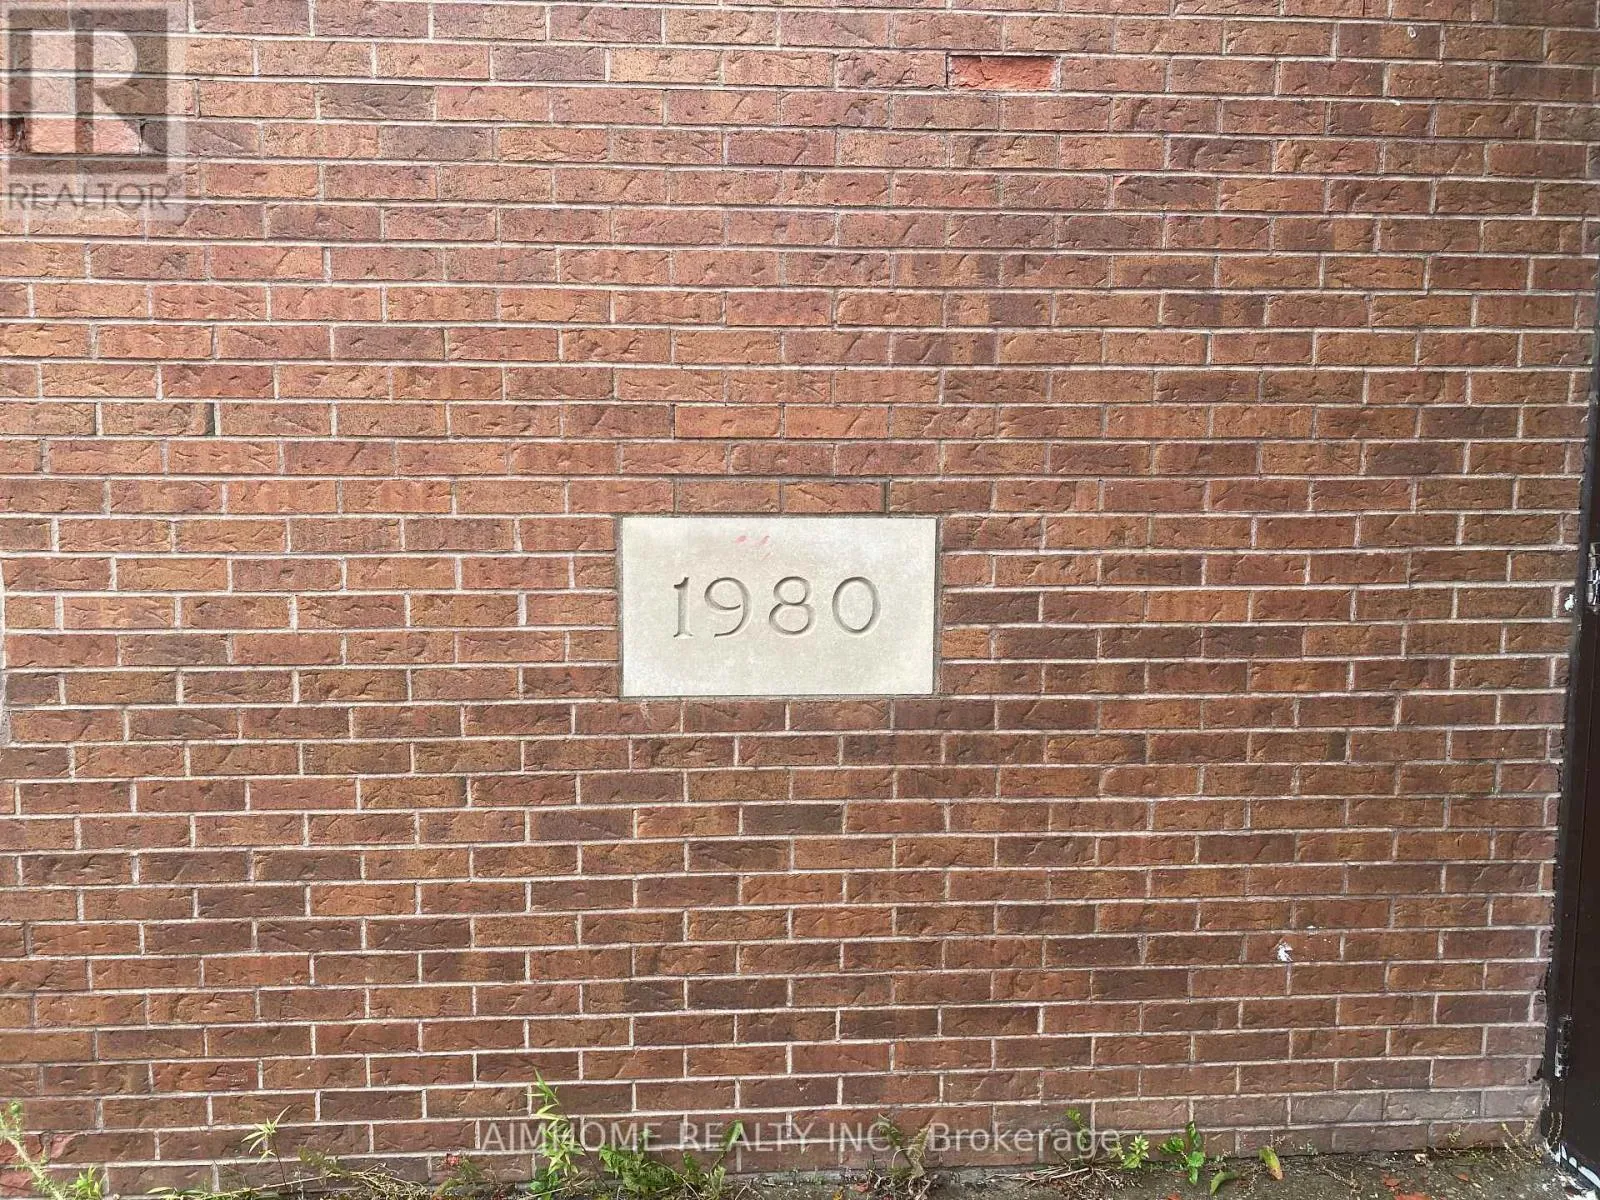 REALTOR®
1980
AIMHOME REALTY INC., Brokerage